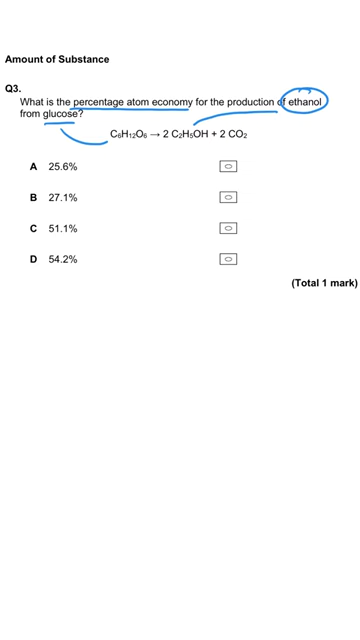 Amount of Substance
Q3.
What is the percentage atom economy for the production of ethanol
from glucose?
C₆H₁₂O₆ → 2 C₂H₅OH + 2 CO₂
A 25.6%
B 27.1%
C 51.1%
D 54.2%
(Total 1 mark)